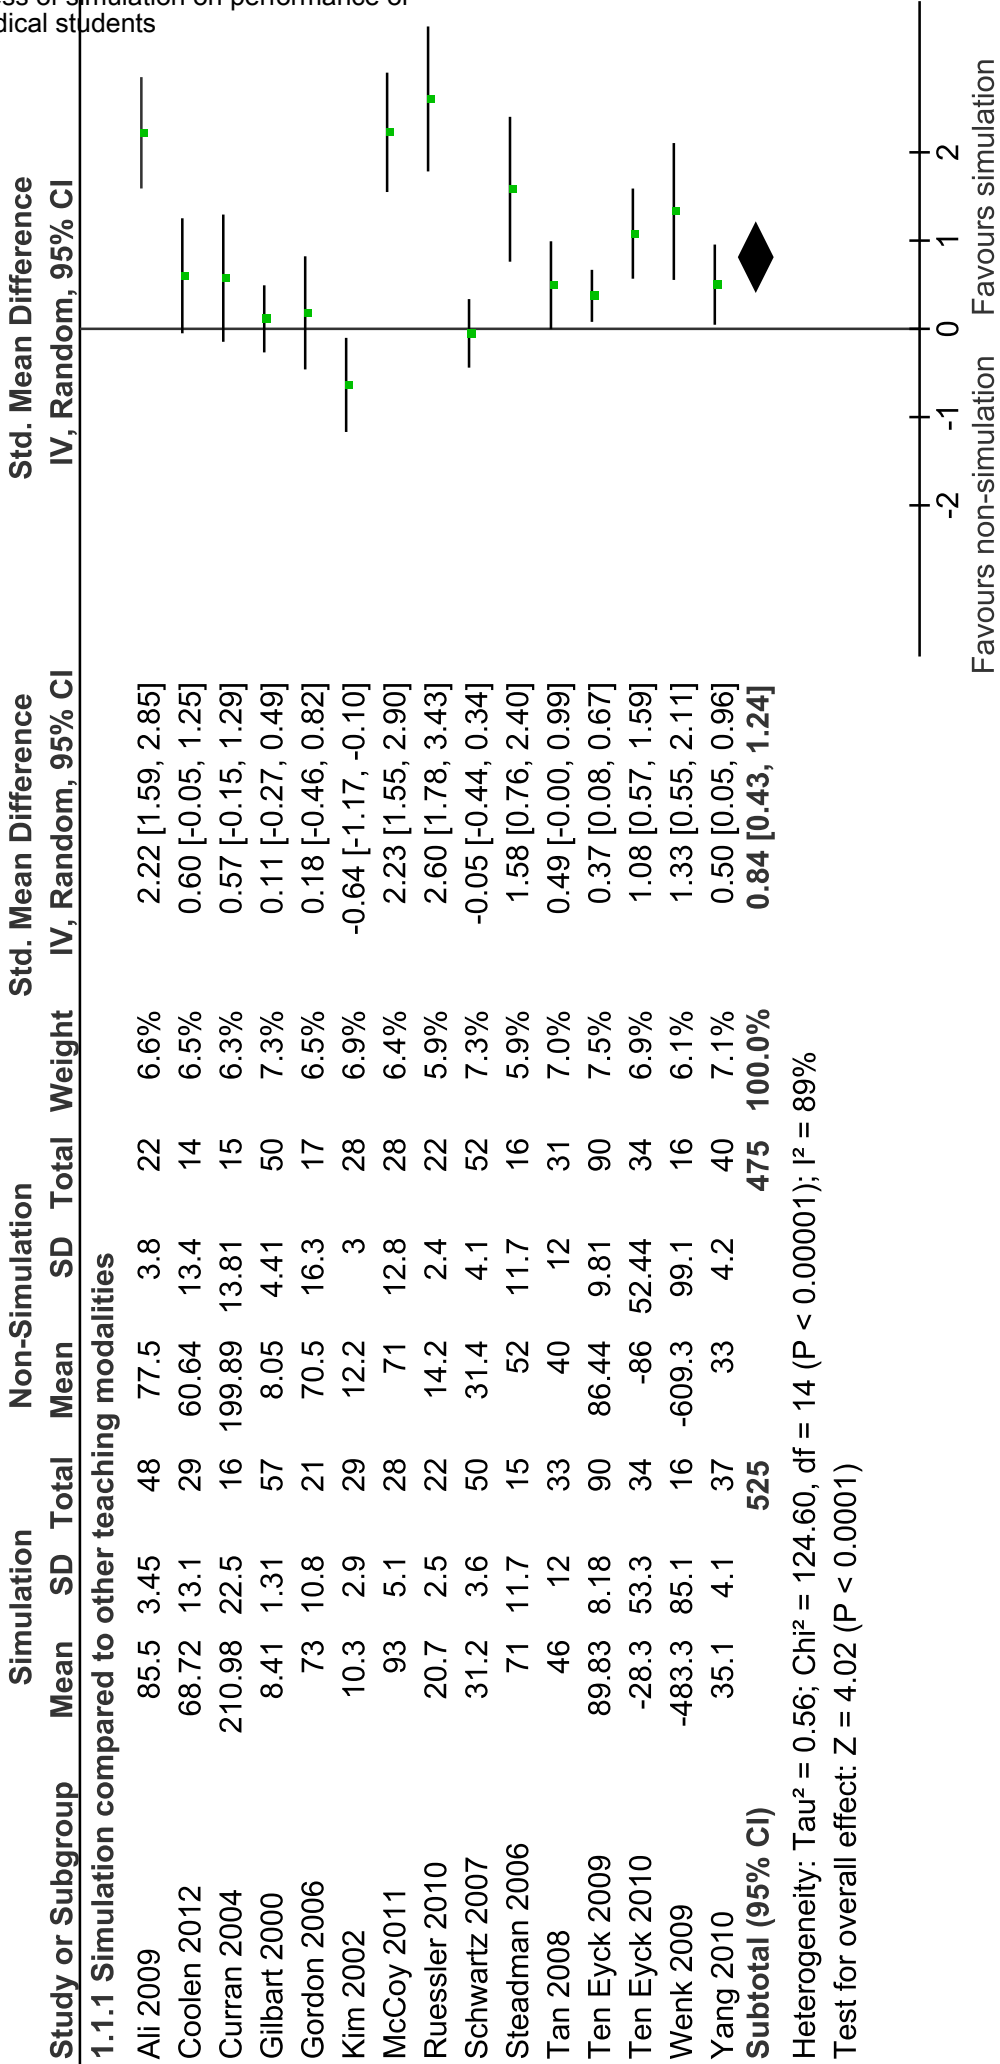 ess of simulation on performance of
dical students
Simulation Non-Simulation Std. Mean Difference Std. Mean Difference
Study or Subgroup Mean SD Total Mean SD Total Weight IV, Random, 95% CI IV, Random, 95% CI
1.1.1 Simulation compared to other teaching modalities
Ali 2009 85.5 3.45 48 77.5 3.8 22 6.6% 2.22 [1.59, 2.85]
Coolen 2012 68.72 13.1 29 60.64 13.4 14 6.5% 0.60 [-0.05, 1.25]
Curran 2004 210.98 22.5 16 199.89 13.81 15 6.3% 0.57 [-0.15, 1.29]
Gilbart 2000 8.41 1.31 57 8.05 4.41 50 7.3% 0.11 [-0.27, 0.49]
Gordon 2006 73 10.8 21 70.5 16.3 17 6.5% 0.18 [-0.46, 0.82]
Kim 2002 10.3 2.9 29 12.2 3 28 6.9% -0.64 [-1.17, -0.10]
McCoy 2011 93 5.1 28 71 12.8 28 6.4% 2.23 [1.55, 2.90]
Ruessler 2010 20.7 2.5 22 14.2 2.4 22 5.9% 2.60 [1.78, 3.43]
Schwartz 2007 31.2 3.6 50 31.4 4.1 52 7.3% -0.05 [-0.44, 0.34]
Steadman 2006 71 11.7 15 52 11.7 16 5.9% 1.58 [0.76, 2.40]
Tan 2008 46 12 33 40 12 31 7.0% 0.49 [-0.00, 0.99]
Ten Eyck 2009 89.83 8.18 90 86.44 9.81 90 7.5% 0.37 [0.08, 0.67]
Ten Eyck 2010 -28.3 53.3 34 -86 52.44 34 6.9% 1.08 [0.57, 1.59]
Wenk 2009 -483.3 85.1 16 -609.3 99.1 16 6.1% 1.33 [0.55, 2.11]
Yang 2010 35.1 4.1 37 33 4.2 40 7.1% 0.50 [0.05, 0.96]
Subtotal (95% CI) 525 475 100.0% 0.84 [0.43, 1.24]
Heterogeneity: Tau² = 0.56; Chi² = 124.60, df = 14 (P < 0.00001); I² = 89%
Test for overall effect: Z = 4.02 (P < 0.0001)
-2 -1 0 1 2
Favours non-simulation Favours simulation